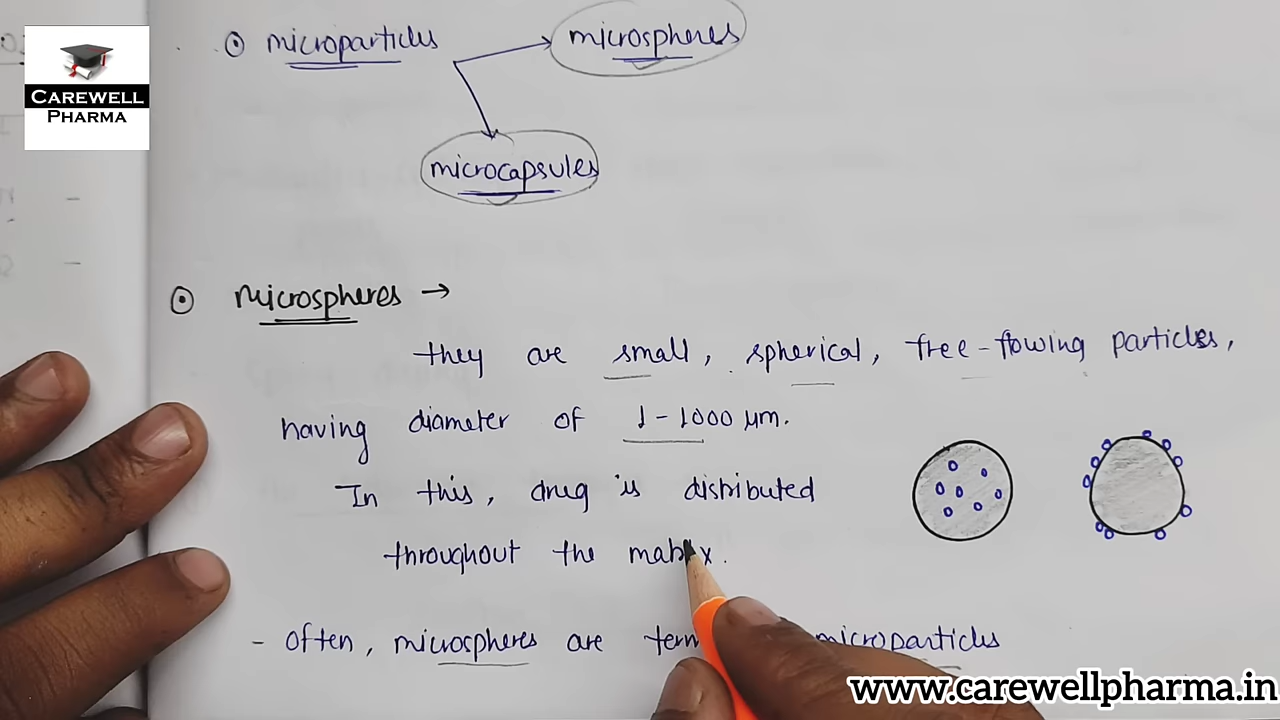 CAREWELL
PHARMA
microparticles
microspheres
microcapsules
microspheres →
they are small, spherical, free-flowing particles,
having diameter of 1-1000 µm.
In this, drug is distributed
throughout the matrix.
- Often, microspheres are microparticles
www.carewellpharma.in